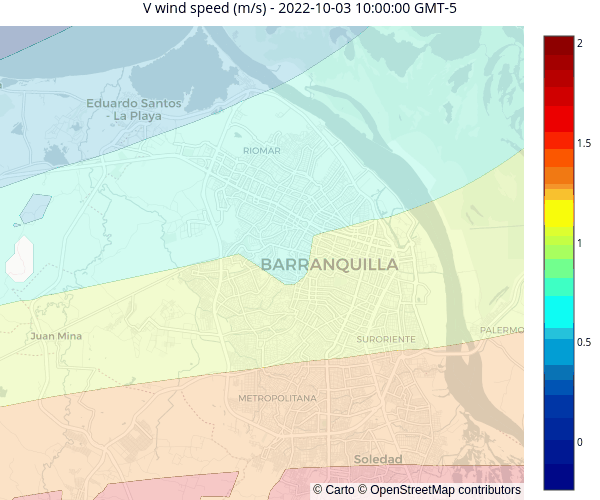 V wind speed (m/s) - 2022-10-03 10:00:00 GMT-5
2
Eduardo Santos
- La Playa
1.5
RIOMAR
1
BARRANQUILLA
PALERMO
Juan Mina
SURORIENTE
0.5
METROPOLITANA
0
Soledad
© Carto © OpenStreetMap contributors